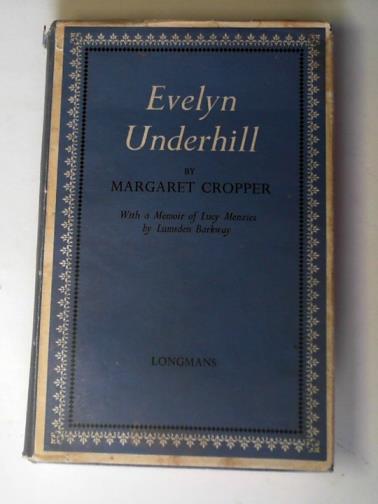 Evelyn
Underhill
BY
MARGARET CROPPER
With a Memoir of Lucy Menzies
by Lumsden Barkway
LONGMANS